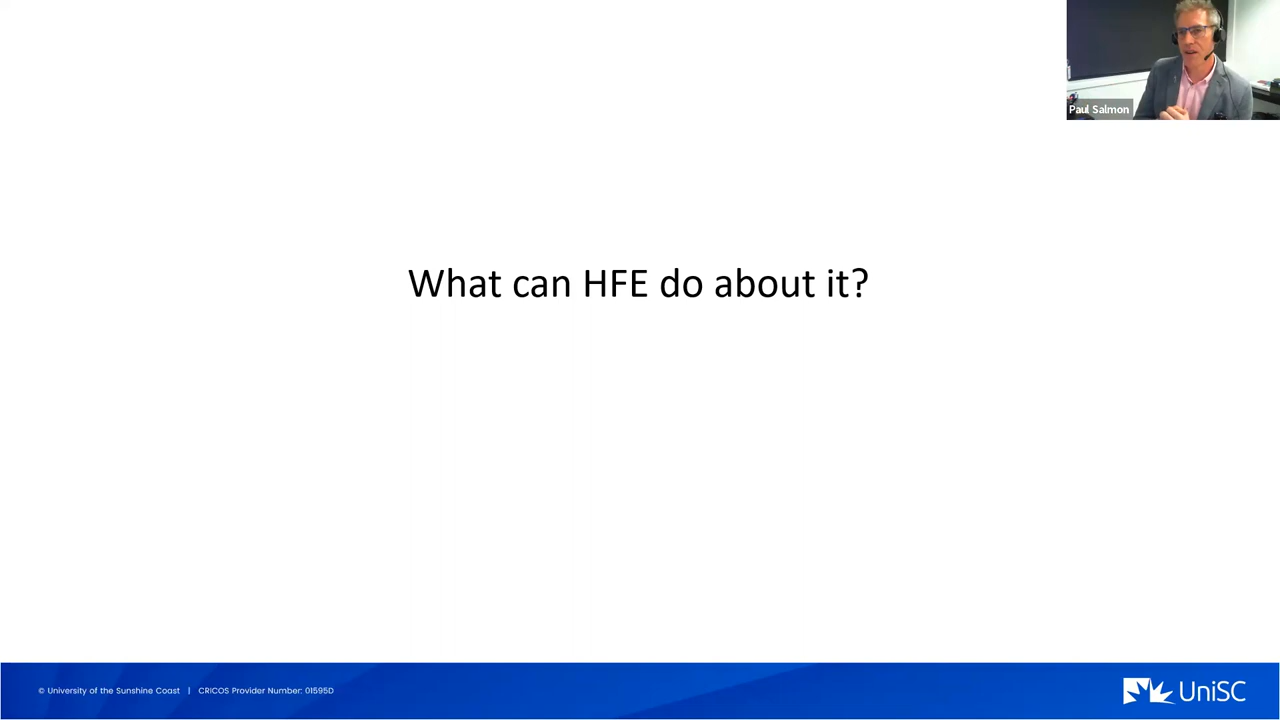 Paul Salmon
What can HFE do about it?
© University of the Sunshine Coast | CRICOS Provider Number: 01595D
UniSC